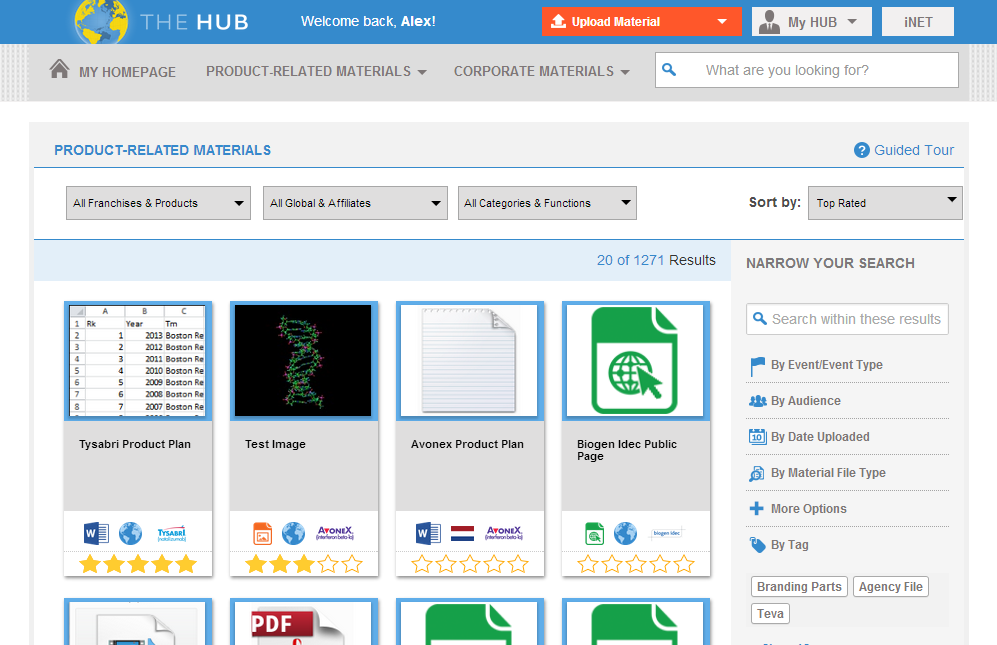 THE HUB
Welcome back, Alex!
Upload Material
My HUB
iNET
MY HOMEPAGE
PRODUCT-RELATED MATERIALS
CORPORATE MATERIALS
What are you looking for?
PRODUCT-RELATED MATERIALS
? Guided Tour
All Franchises & Products
All Global & Affiliates
All Categories & Functions
Sort by:
Top Rated
20 of 1271 Results
A B C
1 Rk Year Tm
2 1 2013 Boston Re
3 2 2012 Boston Re
4 3 2011 Boston Re
5 4 2010 Boston Re
6 5 2009 Boston Re
7 6 2008 Boston Re
8 7 2007 Boston Re
Tysabri Product Plan
Test Image
Avonex Product Plan
Biogen Idec Public
Page
W
TYSABRI
(natalizumab)
AVONEX
(interferon beta-1a)
W
AVONEX
(interferon beta-1a)
biogen idec
PDF
NARROW YOUR SEARCH
Search within these results
By Event/Event Type
By Audience
10 By Date Uploaded
By Material File Type
More Options
By Tag
Branding Parts
Agency File
Teva